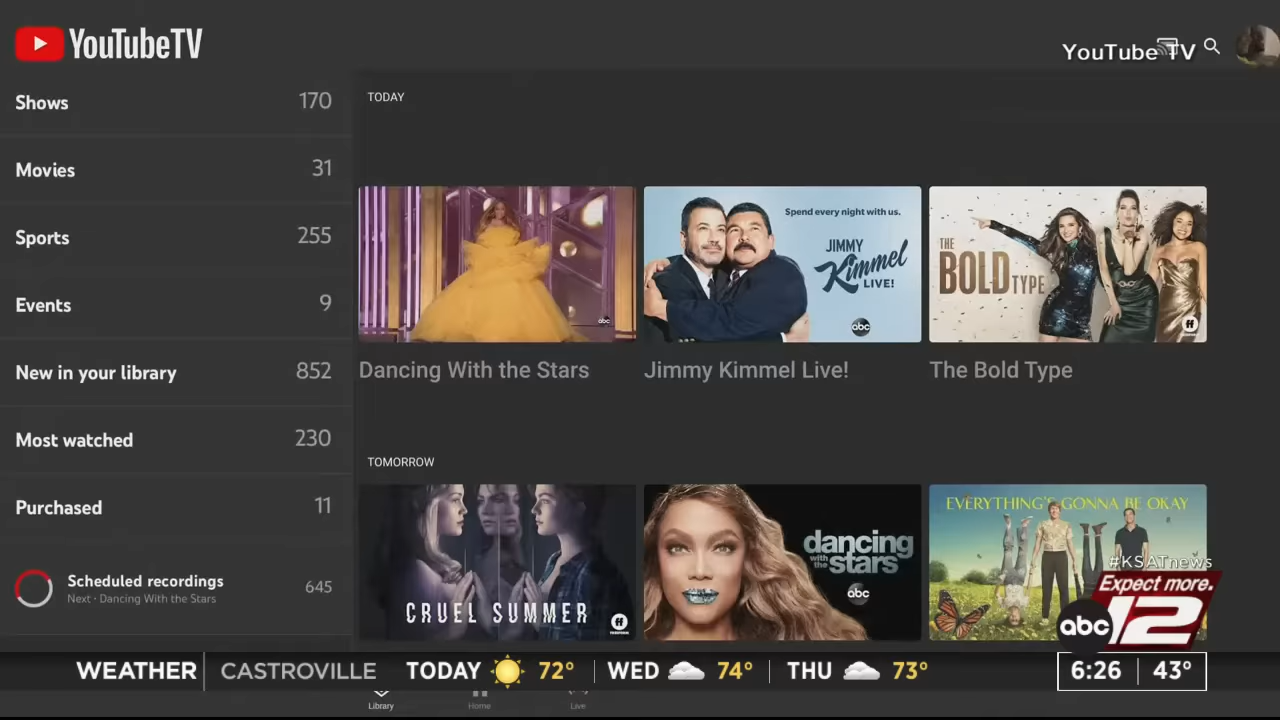 YouTubeTV
YouTube TV
Shows 170
Movies 31
Sports 255
Events 9
New in your library 852
Most watched 230
Purchased 11
Scheduled recordings 645
Next · Dancing With the Stars
TODAY
abc
Spend every night with us.
JIMMY
Kimmel
LIVE!
abc
THE
BOLD TYPE
Dancing With the Stars
Jimmy Kimmel Live!
The Bold Type
TOMORROW
CRUEL SUMMER
dancing
with the
stars
abc
EVERYTHING'S GONNA BE OKAY
#KSATnews
Expect more.
abc 12
WEATHER CASTROVILLE TODAY 72° WED 74° THU 73° 6:26 43°
Library Home Live